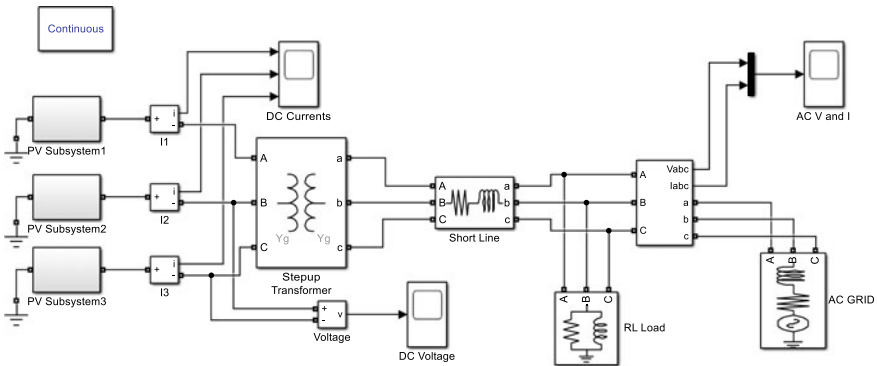 Continuous
DC Currents
AC V and I
PV Subsystem1
+
i
-
I1
PV Subsystem2
+
i
-
I2
PV Subsystem3
+
i
-
I3
A
B
C
a
b
c
Yg
Yg
Stepup
Transformer
+
-
v
Voltage
DC Voltage
A
B
C
a
b
c
Short Line
A
B
C
Vabc
Iabc
a
b
c
A
B
C
RL Load
A
B
C
AC GRID